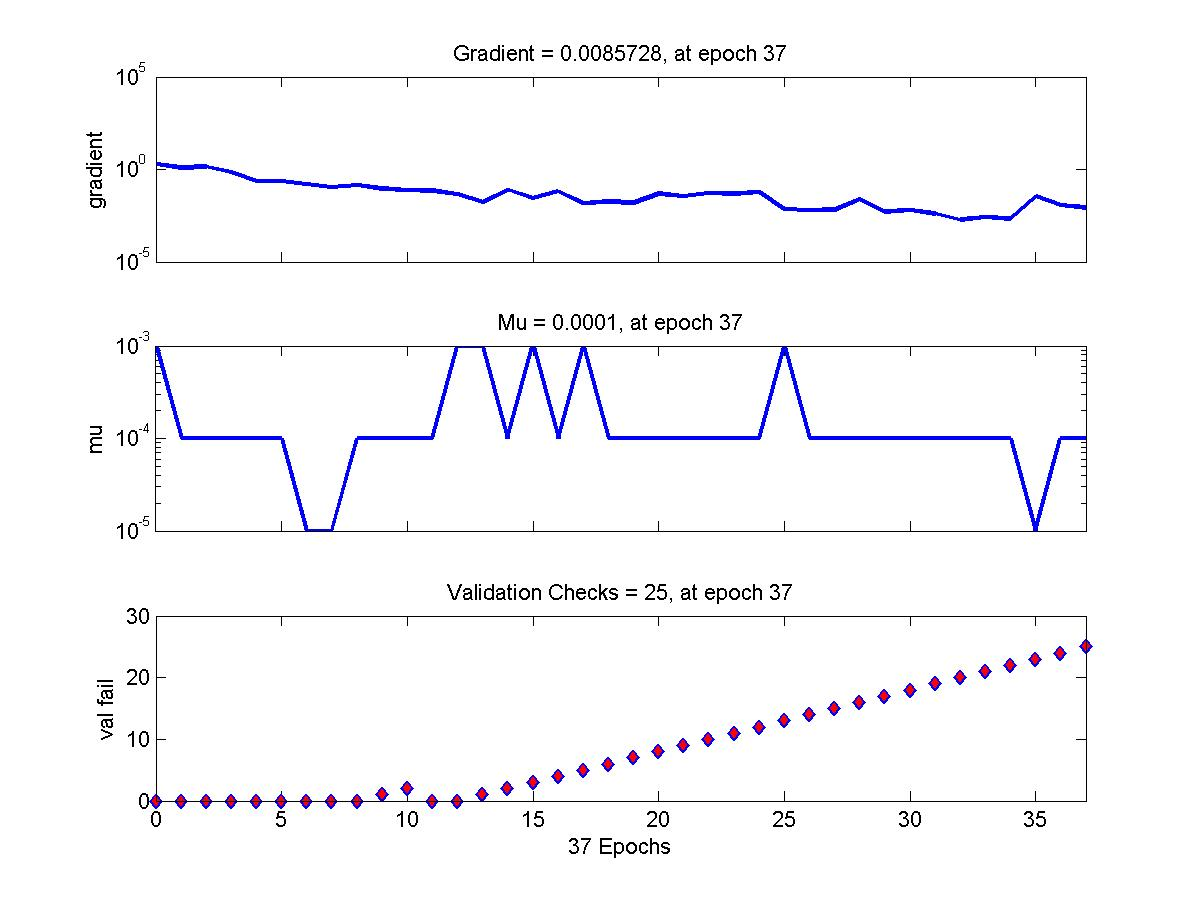 Gradient = 0.0085728, at epoch 37
10^5
10^0
10^-5
gradient
Mu = 0.0001, at epoch 37
10^-3
10^-4
10^-5
mu
Validation Checks = 25, at epoch 37
30
20
10
0
val fail
0 5 10 15 20 25 30 35
37 Epochs